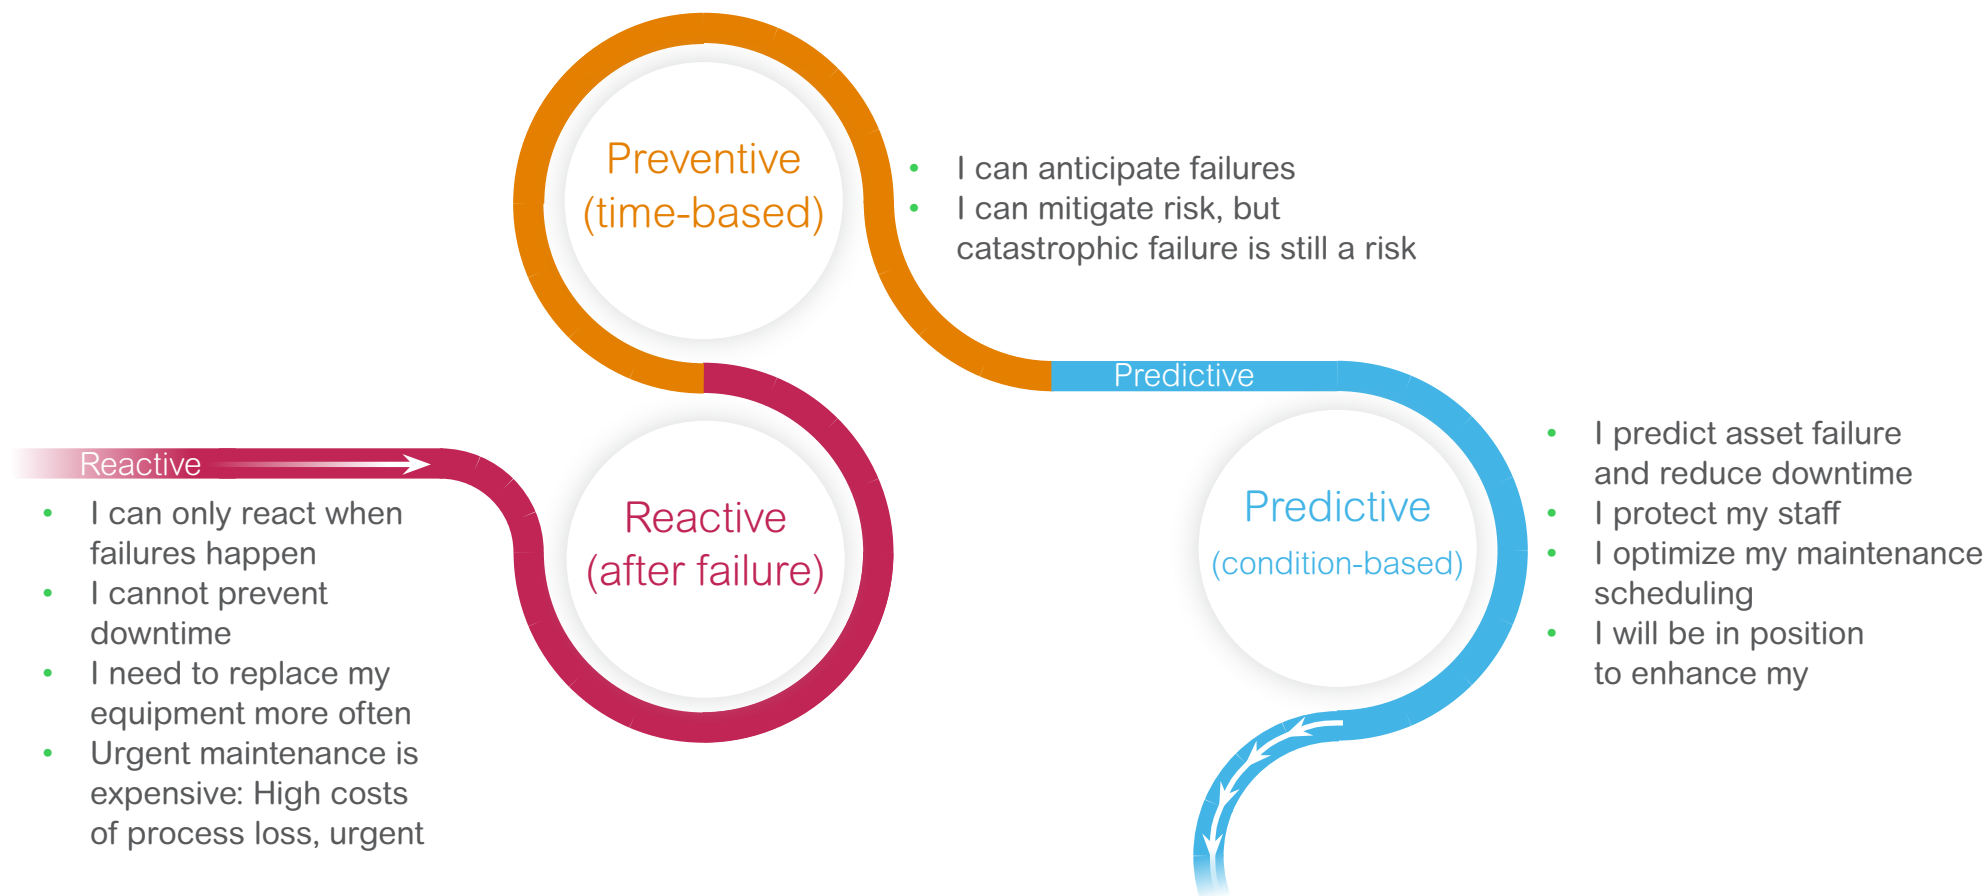 Preventive
(time-based)
• I can anticipate failures
• I can mitigate risk, but
catastrophic failure is still a risk
Reactive
• I can only react when
failures happen
• I cannot prevent
downtime
• I need to replace my
equipment more often
• Urgent maintenance is
expensive: High costs
of process loss, urgent
Reactive
(after failure)
Predictive
Predictive
(condition-based)
• I predict asset failure
and reduce downtime
• I protect my staff
• I optimize my maintenance
scheduling
• I will be in position
to enhance my